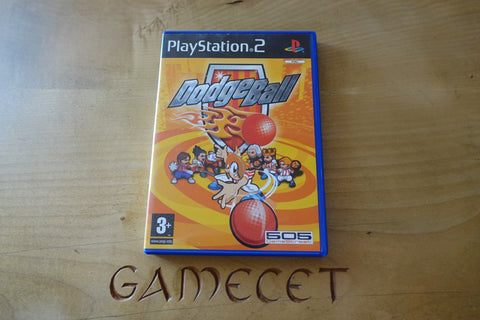 PlayStation®2
DodgeBall
3+
505
GAMECET